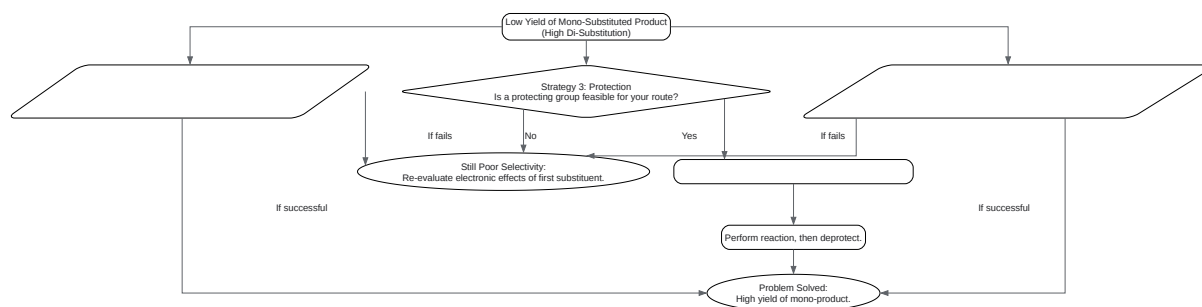 Low Yield of Mono-Substituted Product
(High Di-Substitution)
Strategy 3: Protection
Is a protecting group feasible for your route?
If fails
No
Yes
If fails
Still Poor Selectivity:
Re-evaluate electronic effects of first substituent.
If successful
If successful
Perform reaction, then deprotect.
Problem Solved:
High yield of mono-product.